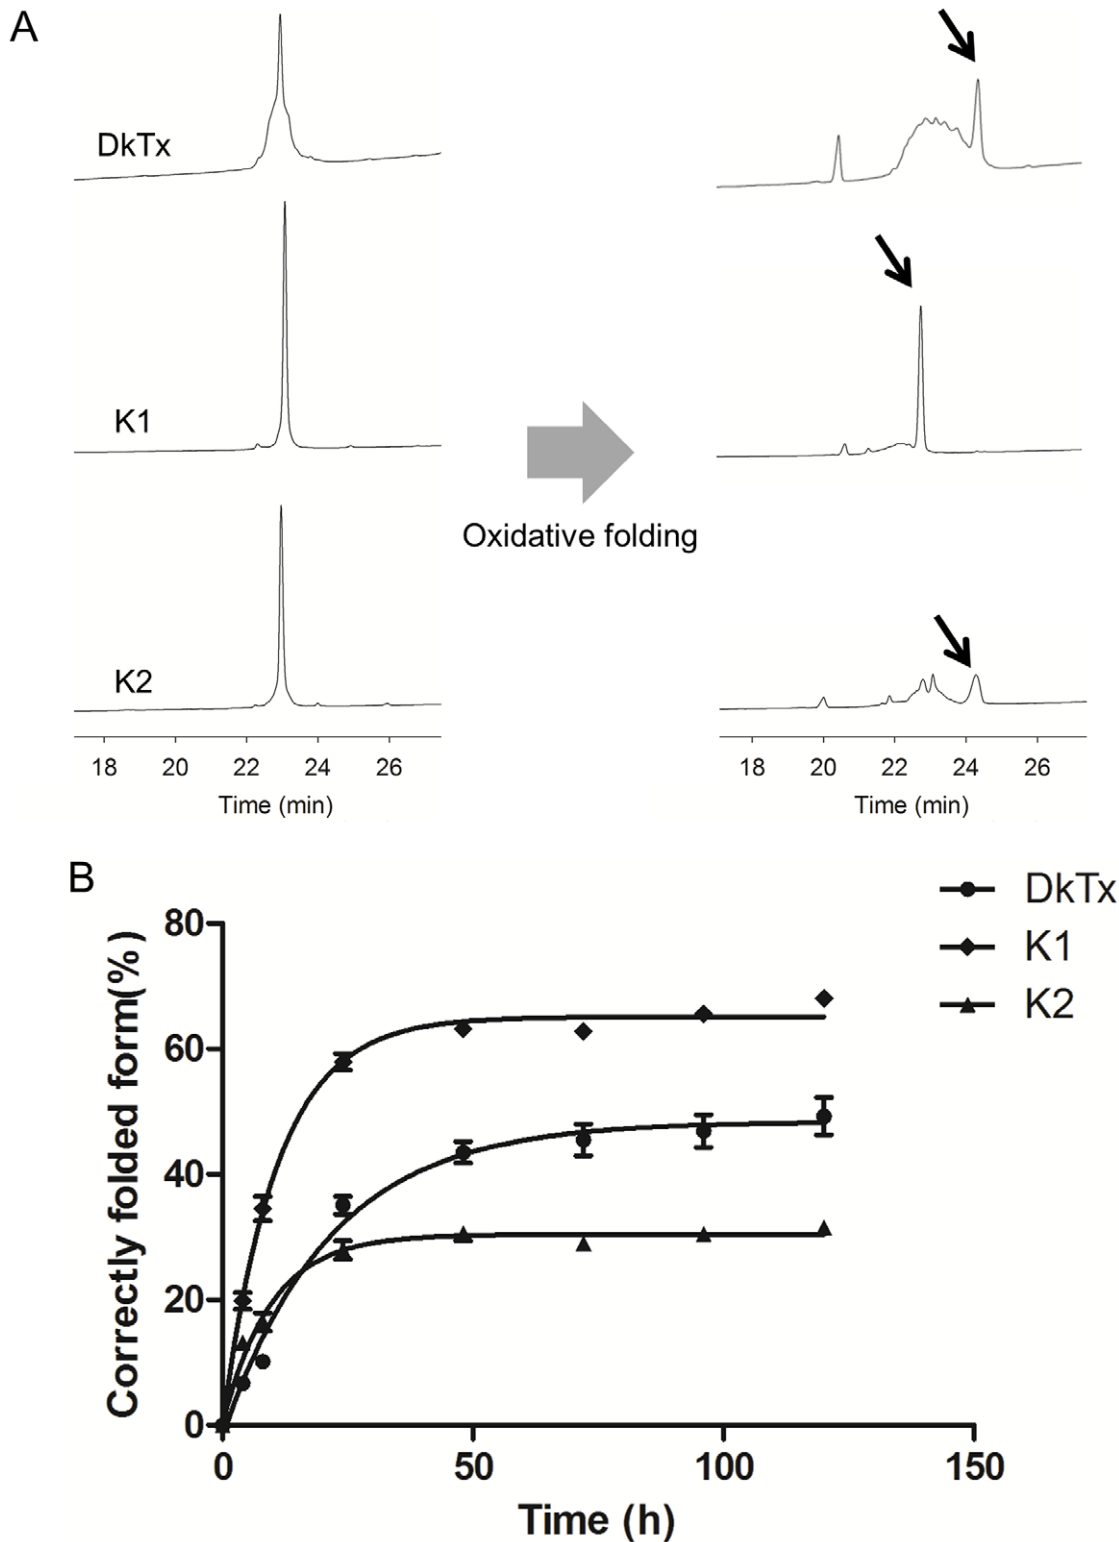 A
DkTx
K1
Oxidative folding
K2
18 20 22 24 26
18 20 22 24 26
Time (min)
Time (min)
B
DkTx
K1
K2
Correctly folded form(%)
80
60
40
20
0
0 50 100 150
Time (h)